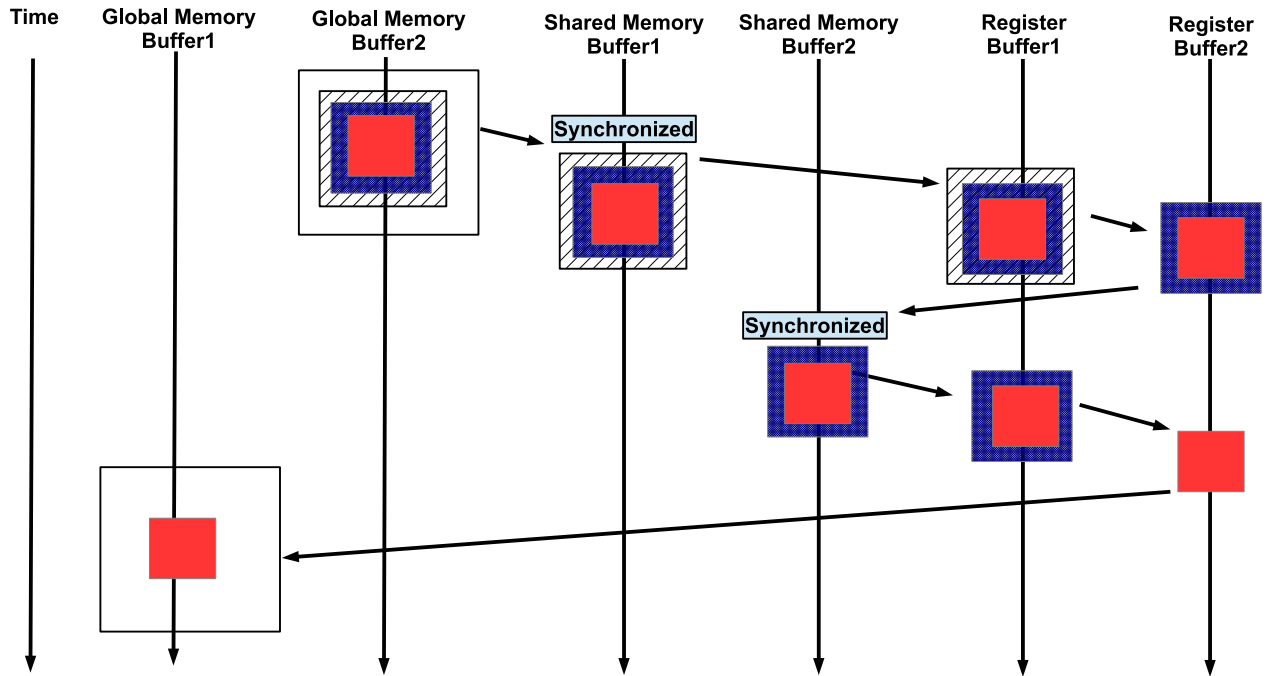 Time
Global Memory
Buffer1
Global Memory
Buffer2
Shared Memory
Buffer1
Shared Memory
Buffer2
Register
Buffer1
Register
Buffer2
Synchronized
Synchronized